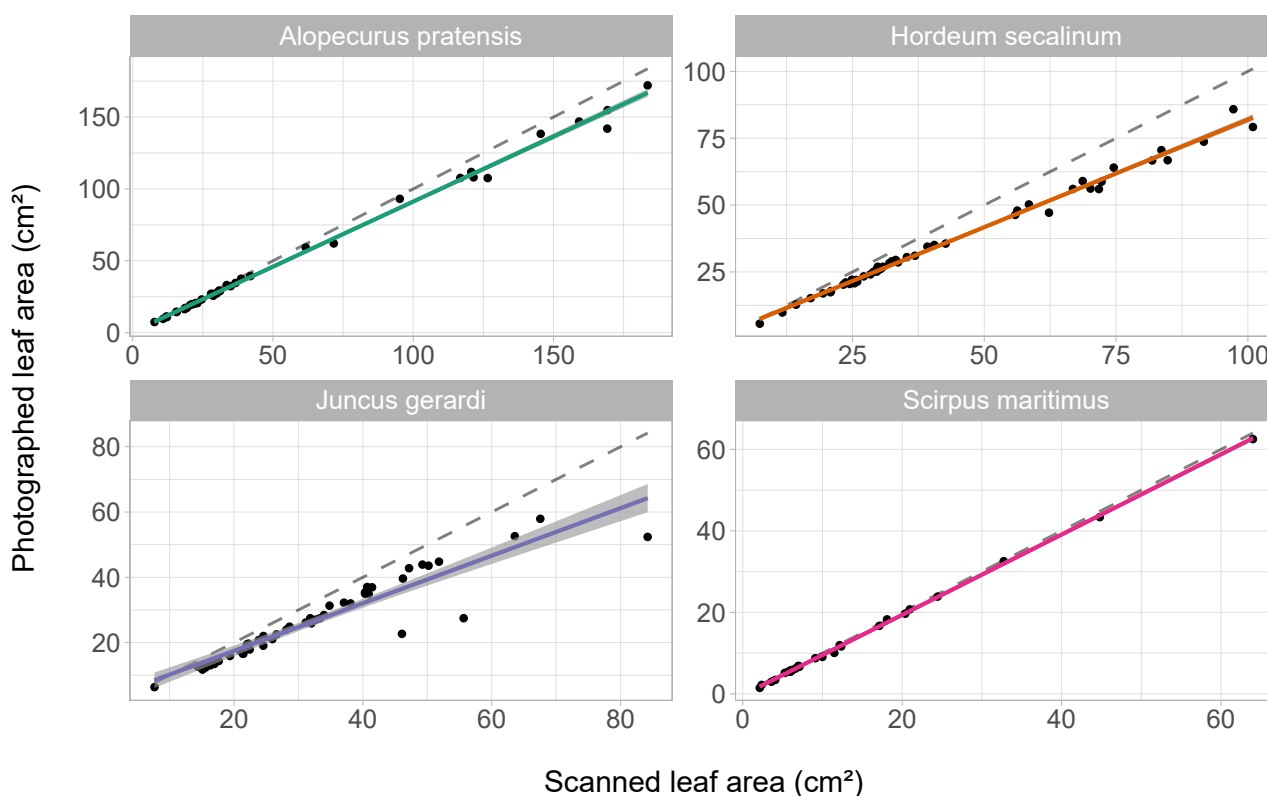 Alopecurus pratensis
Hordeum secalinum
150
100
50
0
0 50 100 150
100
75
50
25
25 50 75 100
Juncus gerardi
Scirpus maritimus
80
60
40
20
20 40 60 80
60
40
20
0
0 20 40 60
Photographed leaf area (cm²)
Scanned leaf area (cm²)